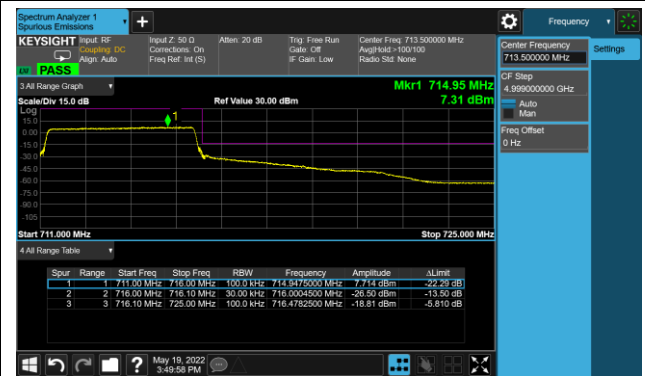 Spectrum Analyzer 1
Spurious Emissions
Frequency
KEYSIGHT
Input: RF
Coupling: DC
Align: Auto
Input Z: 50 Ω
Corrections: On
Freq Ref: Int (S)
Atten: 20 dB
Trig: Free Run
Gate: Off
IF Gain: Low
Center Freq: 713.500000 MHz
Avg|Hold:>100/100
Radio Std: None
PASS
Center Frequency
713.500000 MHz
Settings
CF Step
4.999000000 GHz
Auto
Man
Freq Offset
0 Hz
3 All Range Graph
Mkr1 714.95 MHz
Scale/Div 15.0 dB
Ref Value 30.00 dBm
7.31 dBm
Log
15.0
0.00
-15.0
-30.0
-45.0
-60.0
-75.0
-90.0
-105
1
Start 711.000 MHz
Stop 725.000 MHz
4 All Range Table
Spur Range Start Freq Stop Freq RBW Frequency Amplitude ΔLimit
1 1 711.00 MHz 716.00 MHz 100.0 kHz 714.9475000 MHz 7.714 dBm -22.29 dB
2 2 716.00 MHz 716.10 MHz 30.00 kHz 716.0004500 MHz -26.50 dBm -13.50 dB
3 3 716.10 MHz 725.00 MHz 100.0 kHz 716.4782500 MHz -18.81 dBm -5.810 dB
May 19, 2022
3:49:58 PM